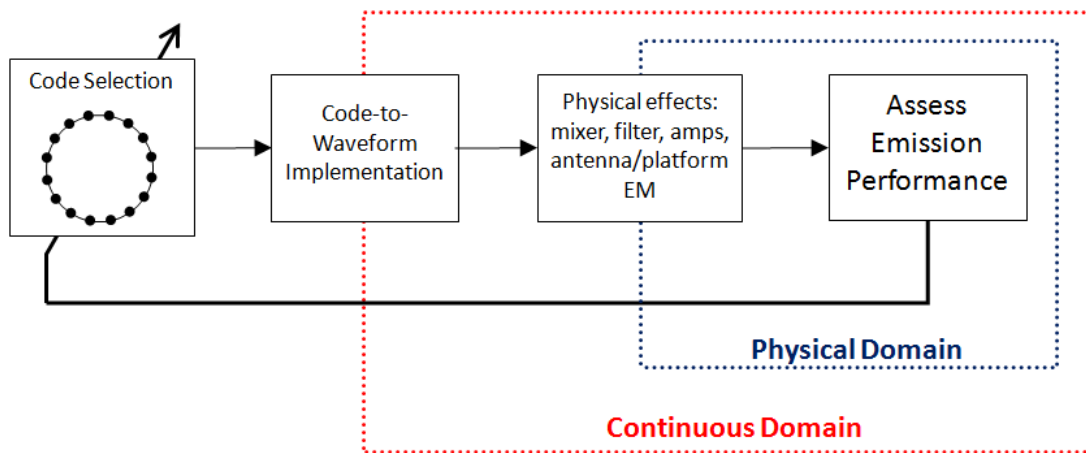 Code Selection
Code-to-
Waveform
Implementation
Physical effects:
mixer, filter, amps,
antenna/platform
EM
Assess
Emission
Performance
Physical Domain
Continuous Domain